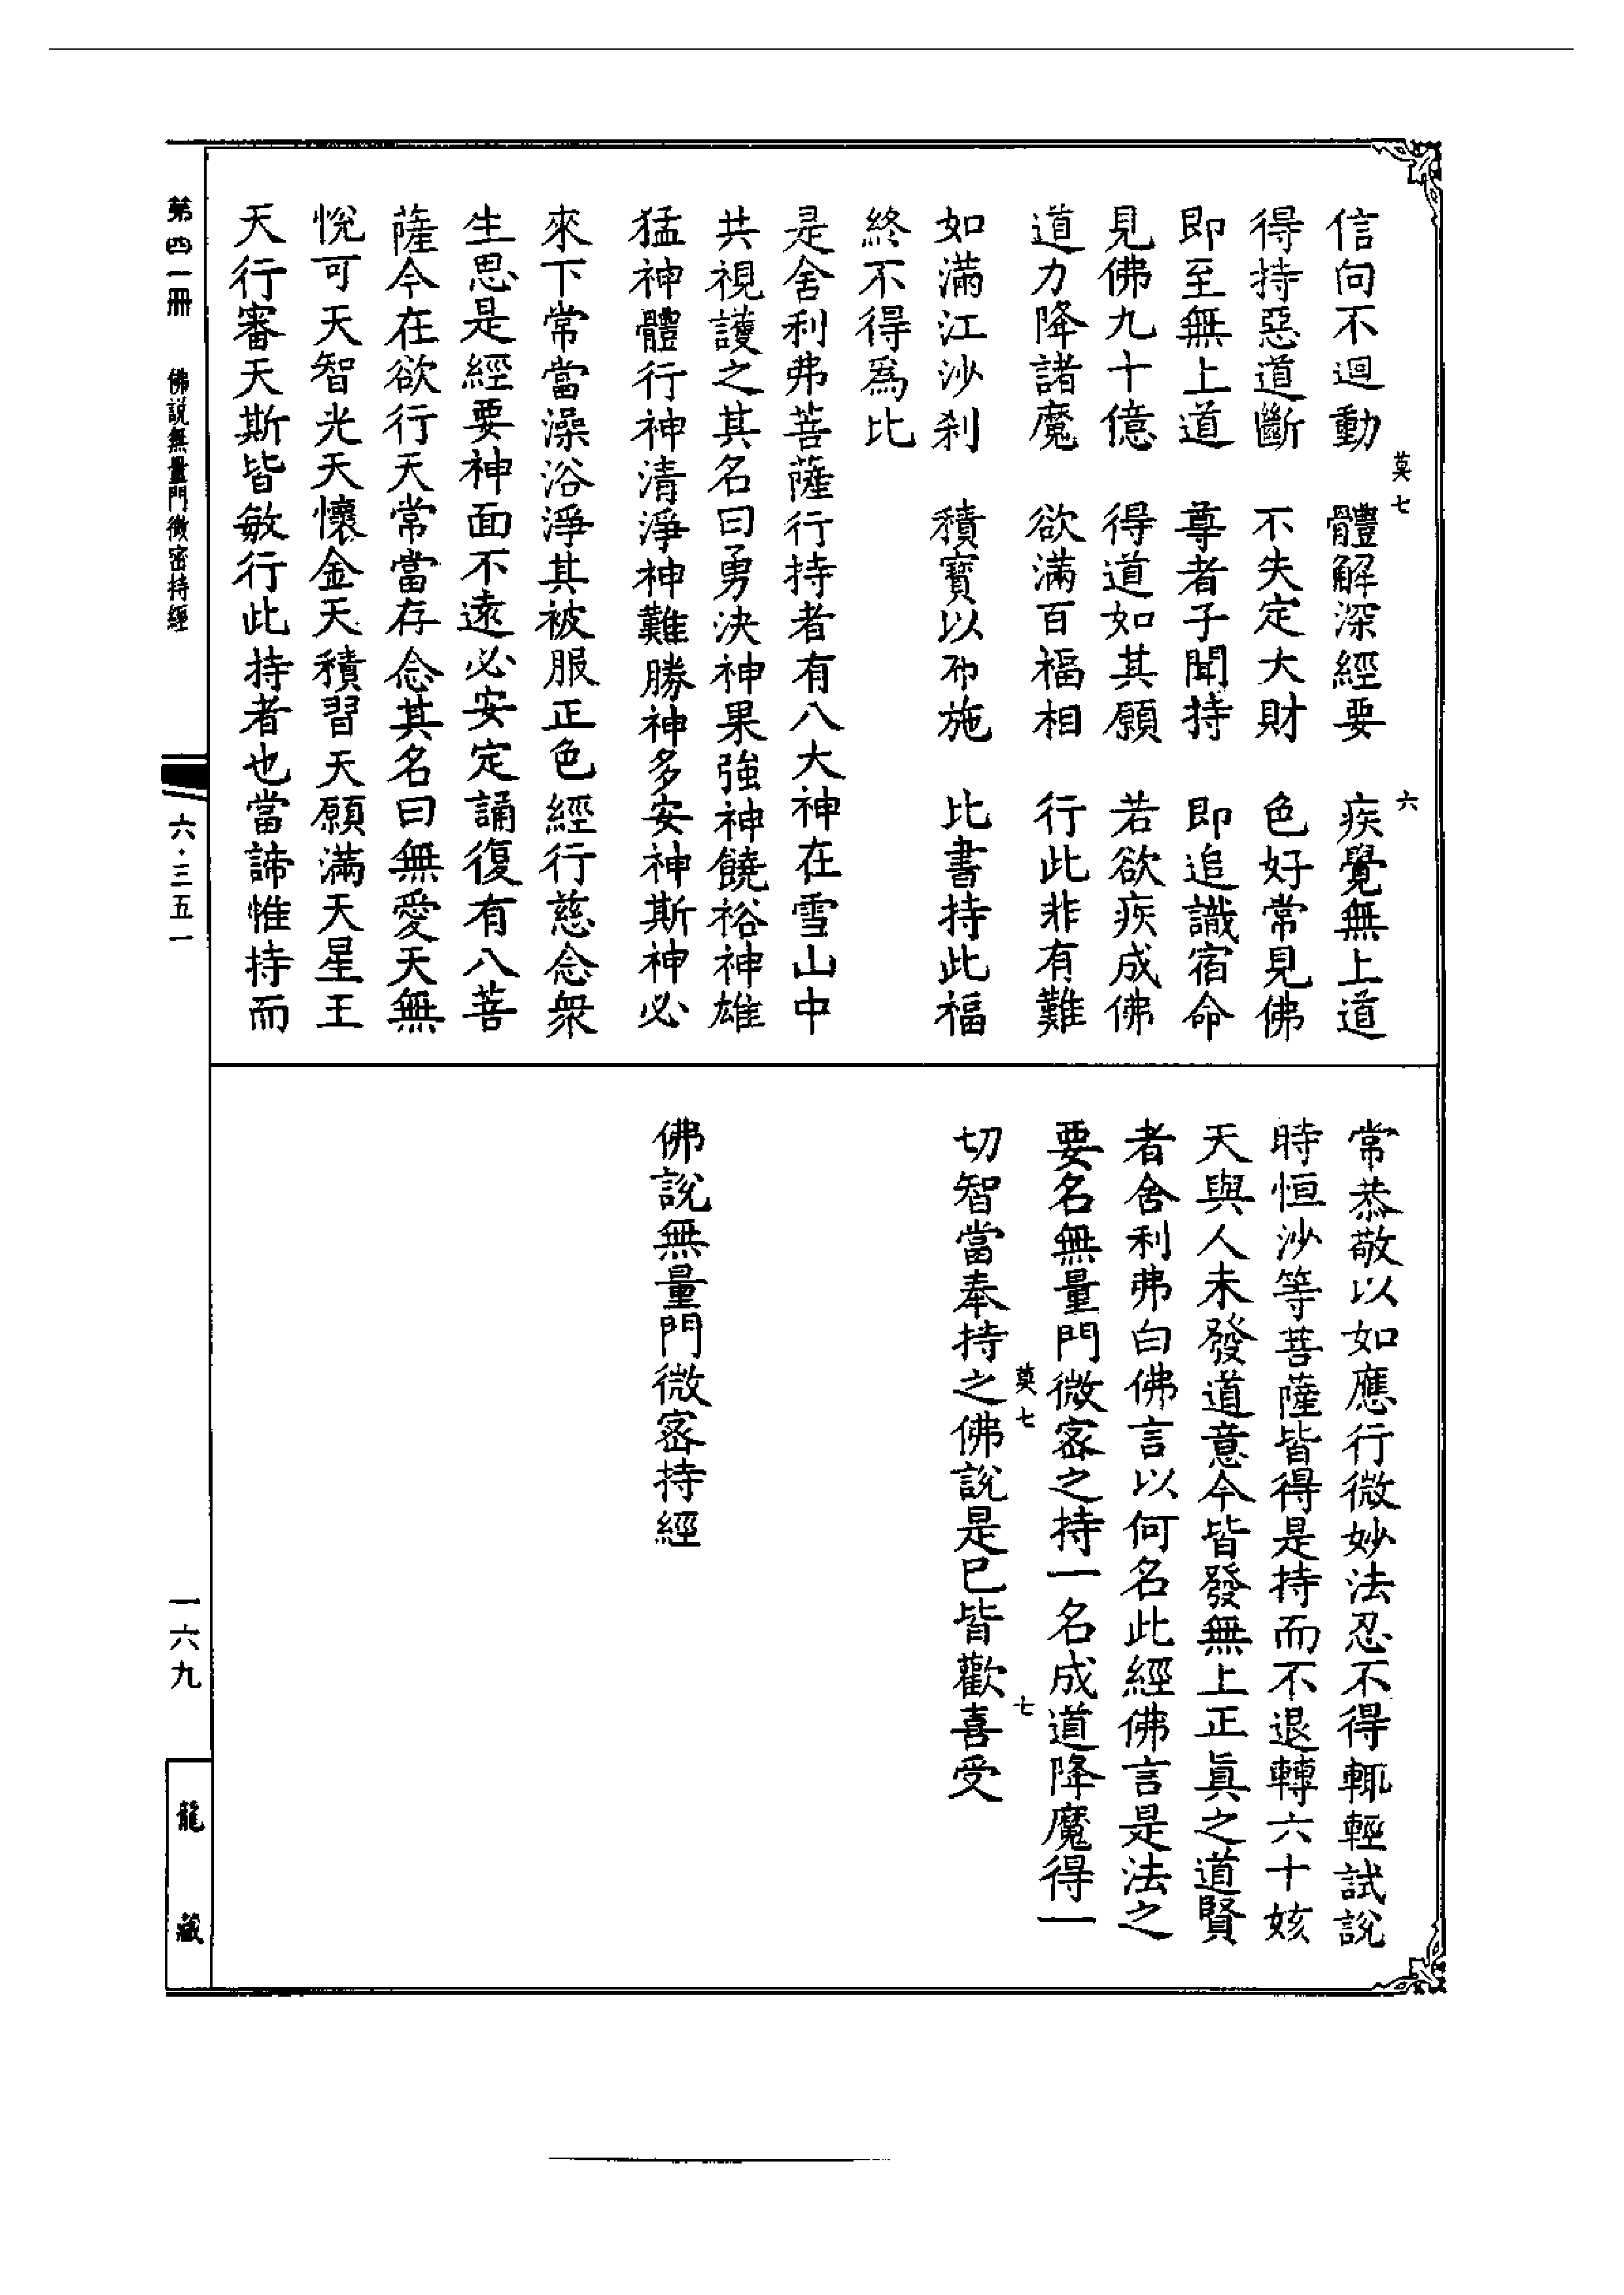 信向不迴動　體解深經要　疾覺無上道
得持惡道斷　不失定大財　色好常見佛
即至無上道　尊者子聞持　即追識宿命
見佛九十億　得道如其願　若欲疾成佛
道力降諸魔　欲滿百福相　行此非有難
如滿江沙刹　積寶以布施　比書持此福
終不得爲比
是舍利弗菩薩行持者有八大神在雪山中
共視護之其名曰勇決神果強神饒裕神雄
猛神體行神清淨神難勝神多安神斯神必
來下常當澡浴淨其被服正色經行慈念衆
生思是經要神面不遠必安定誦復有八菩
薩今在欲行天常當存念其名曰無愛天無
悅可天智光天懷金天積習天願滿天星王
天行審天斯皆敏行此持者也當諦惟持而
莫七
六
常恭敬以如應行微妙法忍不得輒輕試說
時恒沙等菩薩皆得是持而不退轉六十姟
天與人未發道意今皆發無上正眞之道賢
者舍利弗白佛言以何名此經佛言是法之
要名無量門微密之持一名成道降魔得一
切智當奉持之佛說是已皆歡喜受
莫七
七
佛說無量門微密持經
第四一冊　佛説無量門微密持經
六·三五一
一六九
龍藏